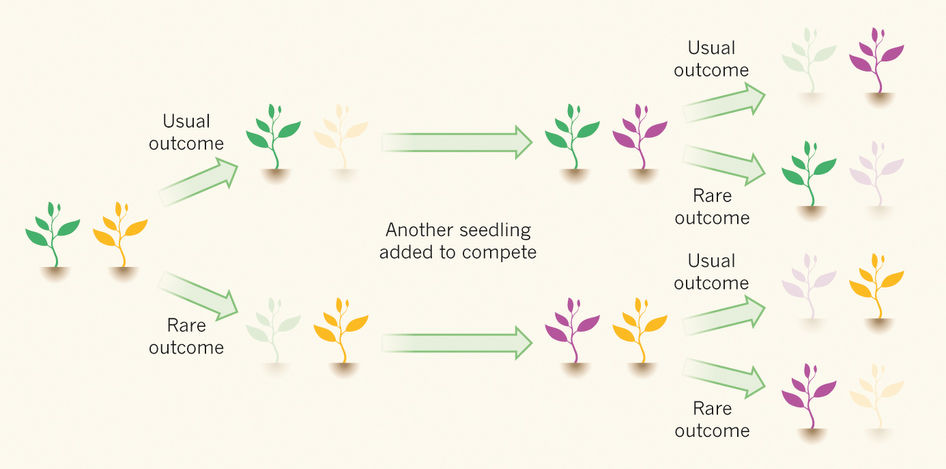 Usual
outcome
Rare
outcome
Another seedling
added to compete
Usual
outcome
Rare
outcome
Usual
outcome
Rare
outcome